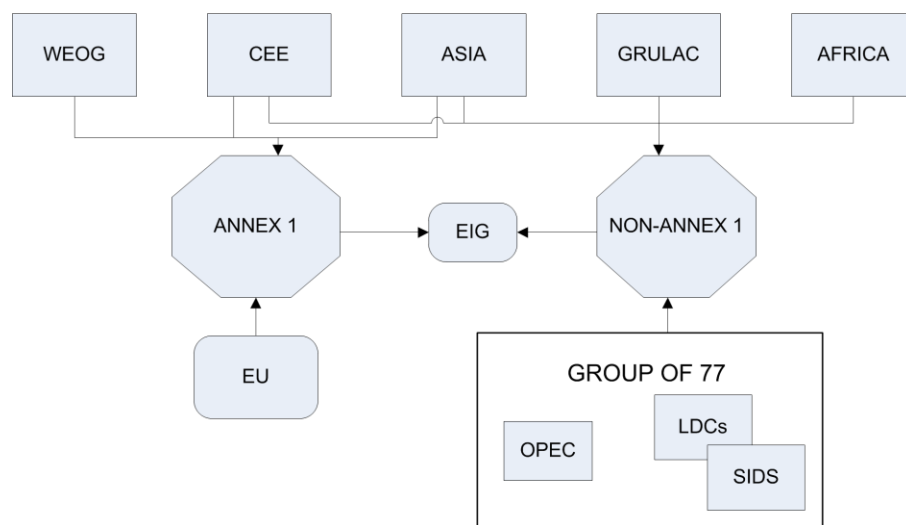 WEOG
CEE
ASIA
GRULAC
AFRICA
ANNEX 1
EIG
NON-ANNEX 1
EU
GROUP OF 77
OPEC
LDCs
SIDS